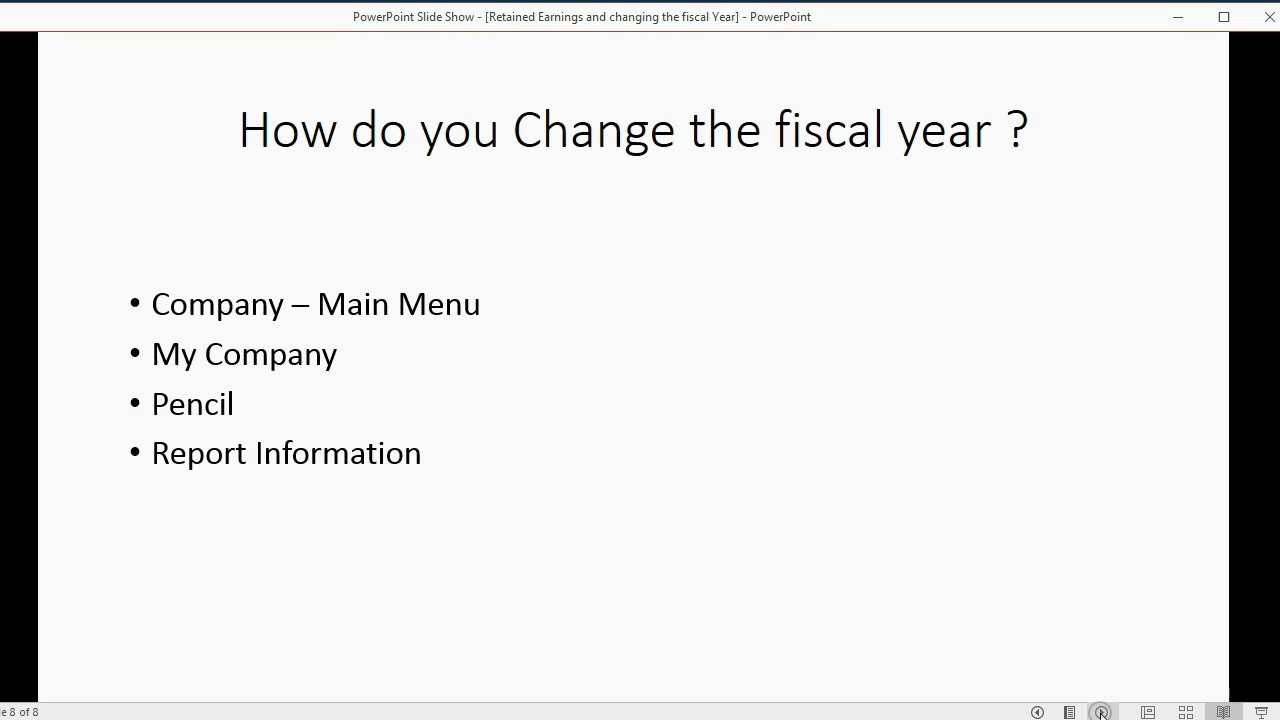 PowerPoint Slide Show - [Retained Earnings and changing the fiscal Year] - PowerPoint
How do you Change the fiscal year ?
• Company – Main Menu
• My Company
• Pencil
• Report Information
e 8 of 8